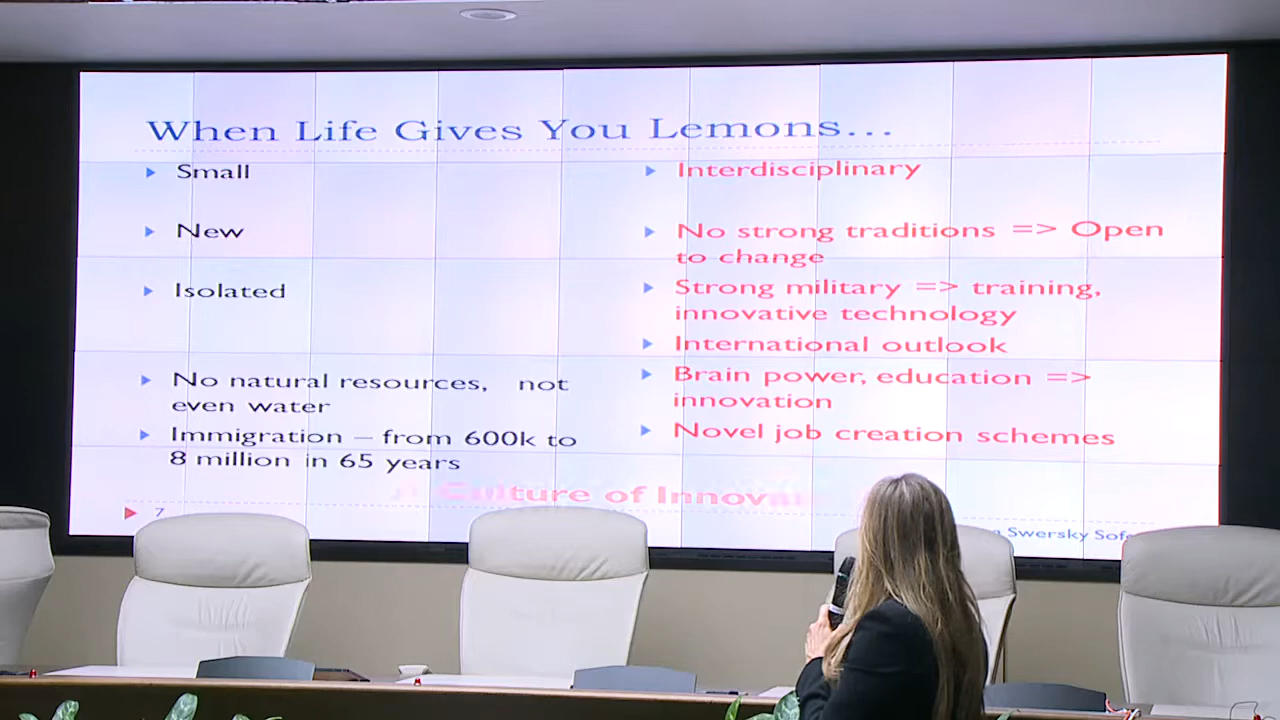 When Life Gives You Lemons...
Small
New
Isolated
No natural resources, not
even water
Immigration – from 600k to
8 million in 65 years
Interdisciplinary
No strong traditions => Open
to change
Strong military => training,
innovative technology
International outlook
Brain power, education =>
innovation
Novel job creation schemes
Culture of
7
Swersky